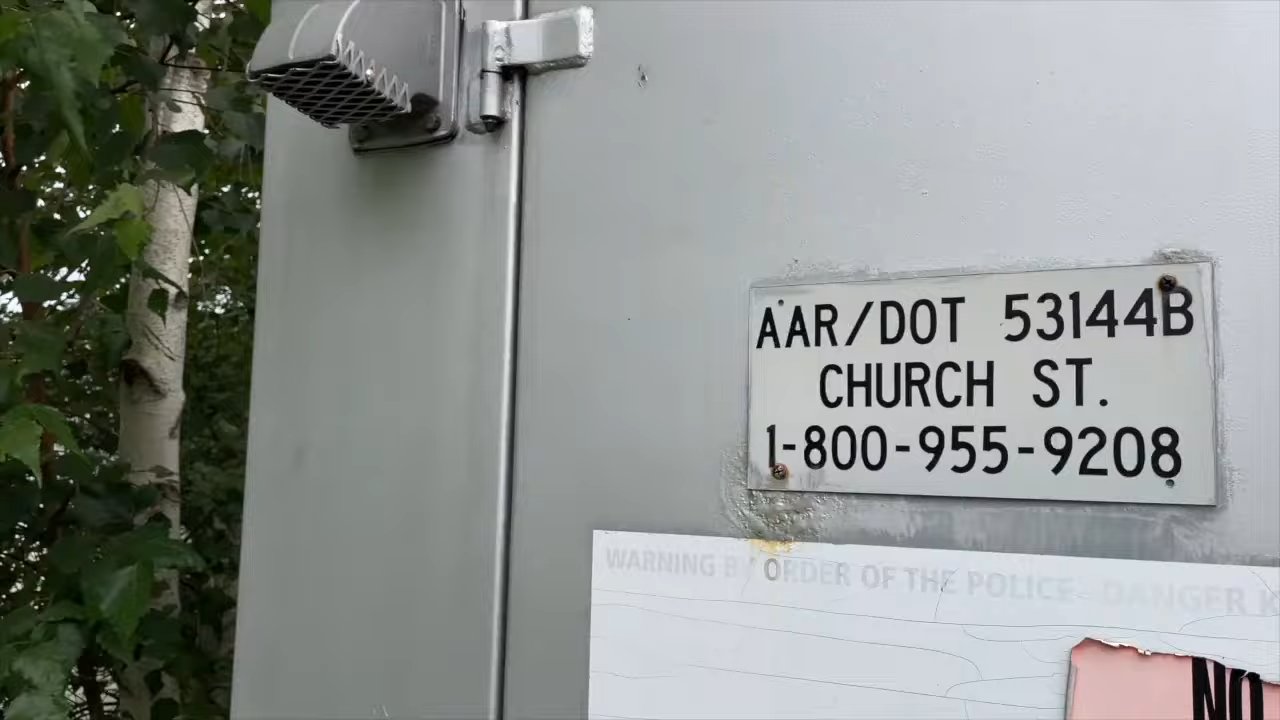 AAR/DOT 53144B
CHURCH ST.
1-800-955-9208
WARNING BY ORDER OF THE POLICE- DANGER K
NO